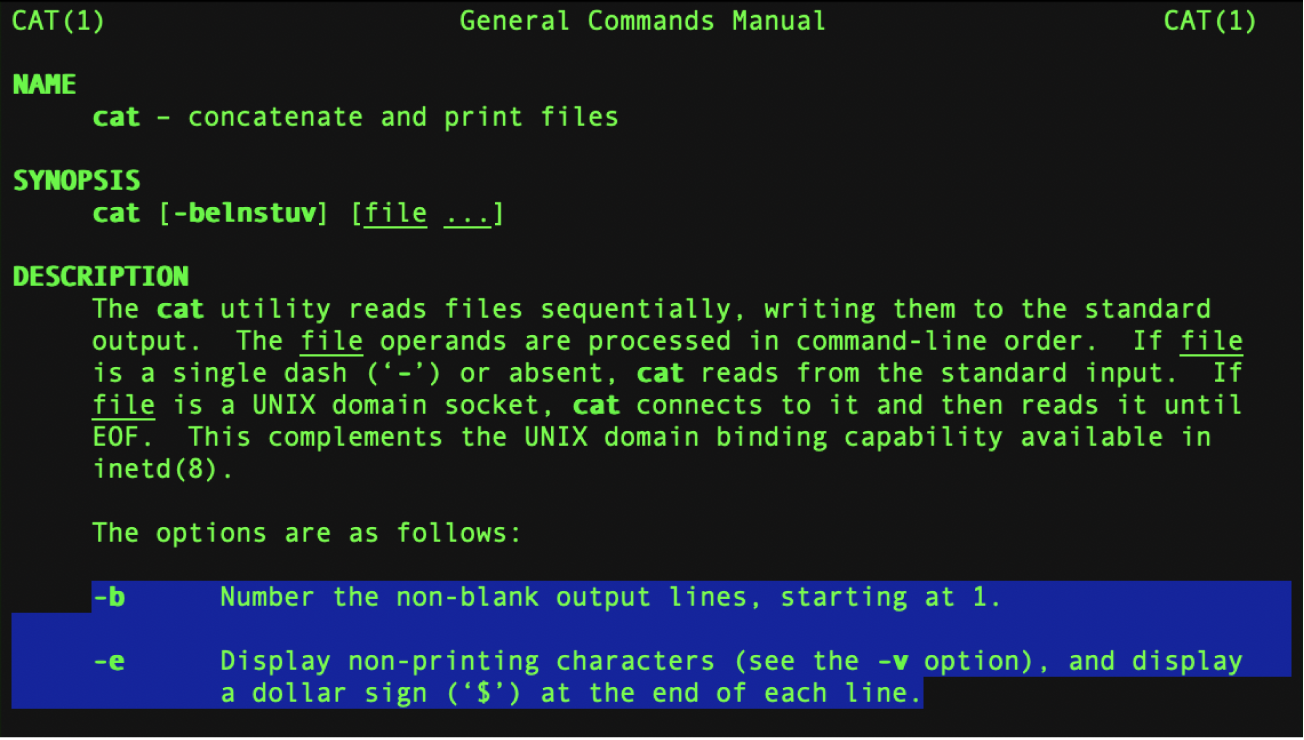 CAT(1) General Commands Manual CAT(1)
NAME
cat – concatenate and print files
SYNOPSIS
cat [-belnstuv] [file ...]
DESCRIPTION
The cat utility reads files sequentially, writing them to the standard
output. The file operands are processed in command-line order. If file
is a single dash (‘-’) or absent, cat reads from the standard input. If
file is a UNIX domain socket, cat connects to it and then reads it until
EOF. This complements the UNIX domain binding capability available in
inetd(8).
The options are as follows:
-b Number the non-blank output lines, starting at 1.
-e Display non-printing characters (see the -v option), and display
a dollar sign (‘$’) at the end of each line.